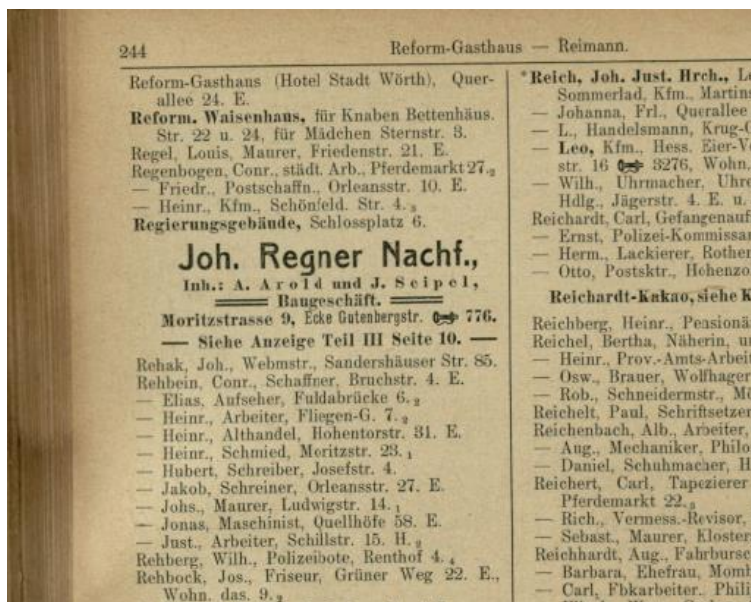 244
Reform-Gasthaus — Reimann.
Reform-Gasthaus (Hotel Stadt Wörth), Quer-
allee 24. E.
Reform. Waisenhaus, für Knaben Bettenhäus.
Str. 22 u. 24, für Mädchen Sternstr. 3.
Regel, Louis, Maurer, Friedenstr. 21. E.
Regenbogen, Conr., städt. Arb., Pferdemarkt 27.₂
— Friedr., Postschaffn., Orleansstr. 10. E.
— Heinr., Kfm., Schönfeld. Str. 4.₃
Regierungsgebäude, Schlossplatz 6.
Joh. Regner Nachf.,
Inh.: A. Arold und J. Seipel,
Baugeschäft.
Moritzstrasse 9, Ecke Gutenbergstr. 776.
— Siehe Anzeige Teil III Seite 10. —
Rehak, Joh., Webmstr., Sandershäuser Str. 85.
Rehbein, Conr., Schaffner, Bruchstr. 4. E.
— Elias, Aufseher, Fuldabrücke 6.₂
— Heinr., Arbeiter, Fliegen-G. 7.₂
— Heinr., Althandel, Hohentorstr. 31. E.
— Heinr., Schmied, Moritzstr. 23.₁
— Hubert, Schreiber, Josefstr. 4.
— Jakob, Schreiner, Orleansstr. 27. E.
— Johs., Maurer, Ludwigstr. 14.₁
— Jonas, Maschinist, Quellhöfe 58. E.
— Just., Arbeiter, Schillstr. 15. H.₂
Rehberg, Wilh., Polizeibote, Renthof 4.₄
Rehbock, Jos., Friseur, Grüner Weg 22. E.,
Wohn. das. 9.₂
*Reich, Joh. Just. Hrch.,
Sommerlad, Kfm., Martins
— Johanna, Frl., Querallee
— L., Handelsmann, Krug-
— Leo, Kfm., Hess. Eier-
str. 16 3276, Wohn.
— Wilh., Uhrmacher, Uhre
Hdlg., Jägerstr. 4. E. u.
Reichardt, Carl, Gefangenauf
— Ernst, Polizei-Kommissar
— Herm., Lackierer, Rother
— Otto, Postsktr., Hohenzo
Reichardt-Kakao, siehe K
Reichberg, Heinr., Pensionä
Reichel, Bertha, Näherin, u
— Heinr., Prov.-Amts-Arbei
— Osw., Brauer, Wolfhager
— Rob., Schneidermstr., Mö
Reichelt, Paul, Schriftsetzer
Reichenbach, Alb., Arbeiter,
— Aug., Mechaniker, Philo
— Daniel, Schuhmacher, H
Reichert, Carl, Tapezierer
Pferdemarkt 22.₃
— Rich., Vermess.-Revisor,
— Sebast., Maurer, Kloster
Reichhardt, Aug., Fahrbursc
— Barbara, Ehefrau, Momb
— Carl, Fbkarbeiter, Phili